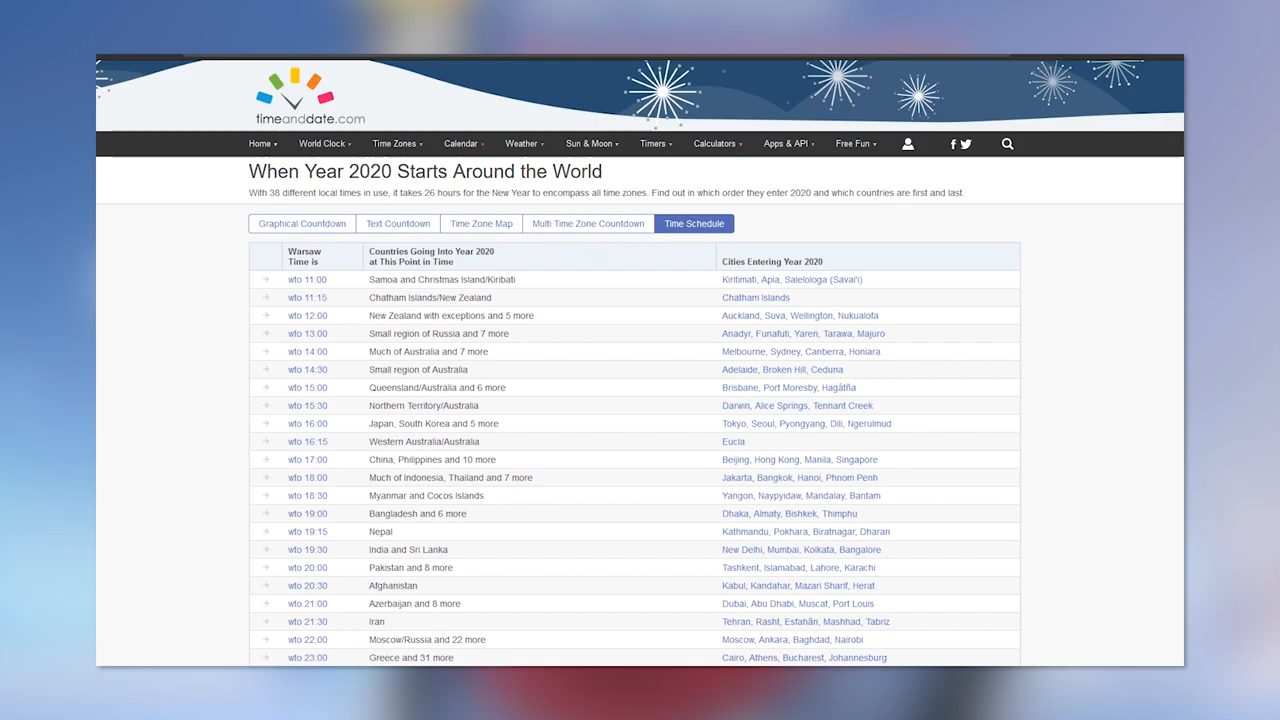 timeanddate.com
Home World Clock Time Zones Calendar Weather Sun & Moon Timers Calculators Apps & API Free Fun
When Year 2020 Starts Around the World
With 38 different local times in use, it takes 26 hours for the New Year to encompass all time zones. Find out in which order they enter 2020 and which countries are first and last.
Graphical Countdown Text Countdown Time Zone Map Multi Time Zone Countdown Time Schedule
Warsaw Countries Going Into Year 2020
Time is at This Point in Time Cities Entering Year 2020
wto 11:00 Samoa and Christmas Island/Kiribati Kiritimati, Apia, Salelologa (Savai'i)
wto 11:15 Chatham Islands/New Zealand Chatham Islands
wto 12:00 New Zealand with exceptions and 5 more Auckland, Suva, Wellington, Nukualofa
wto 13:00 Small region of Russia and 7 more Anadyr, Funafuti, Yaren, Tarawa, Majuro
wto 14:00 Much of Australia and 7 more Melbourne, Sydney, Canberra, Honiara
wto 14:30 Small region of Australia Adelaide, Broken Hill, Ceduna
wto 15:00 Queensland/Australia and 6 more Brisbane, Port Moresby, Hagåtña
wto 15:30 Northern Territory/Australia Darwin, Alice Springs, Tennant Creek
wto 16:00 Japan, South Korea and 5 more Tokyo, Seoul, Pyongyang, Dili, Ngerulmud
wto 16:15 Western Australia/Australia Eucla
wto 17:00 China, Philippines and 10 more Beijing, Hong Kong, Manila, Singapore
wto 18:00 Much of Indonesia, Thailand and 7 more Jakarta, Bangkok, Hanoi, Phnom Penh
wto 18:30 Myanmar and Cocos Islands Yangon, Naypyidaw, Mandalay, Bantam
wto 19:00 Bangladesh and 6 more Dhaka, Almaty, Bishkek, Thimphu
wto 19:15 Nepal Kathmandu, Pokhara, Biratnagar, Dharan
wto 19:30 India and Sri Lanka New Delhi, Mumbai, Kolkata, Bangalore
wto 20:00 Pakistan and 8 more Tashkent, Islamabad, Lahore, Karachi
wto 20:30 Afghanistan Kabul, Kandahar, Mazari Sharif, Herat
wto 21:00 Azerbaijan and 8 more Dubai, Abu Dhabi, Muscat, Port Louis
wto 21:30 Iran Tehran, Rasht, Esfahān, Mashhad, Tabriz
wto 22:00 Moscow/Russia and 22 more Moscow, Ankara, Baghdad, Nairobi
wto 23:00 Greece and 31 more Cairo, Athens, Bucharest, Johannesburg